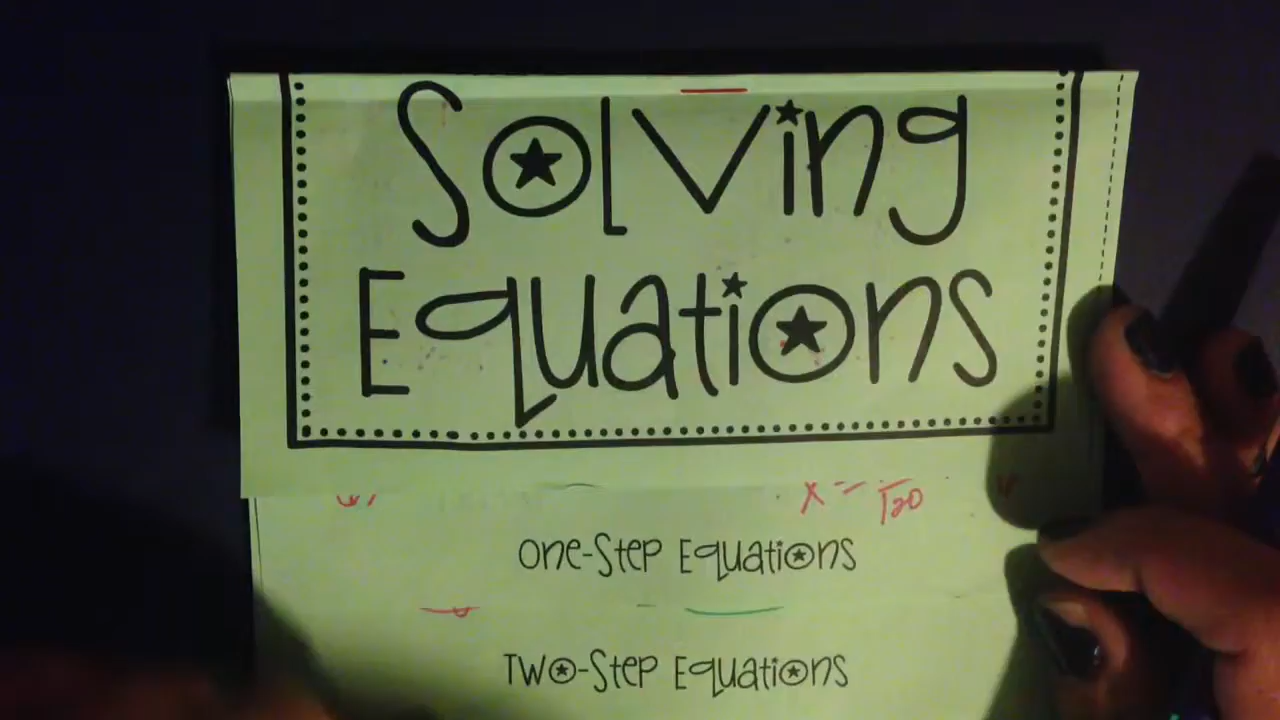 Solving
Equations
x =
One-Step Equations
Two-Step Equations